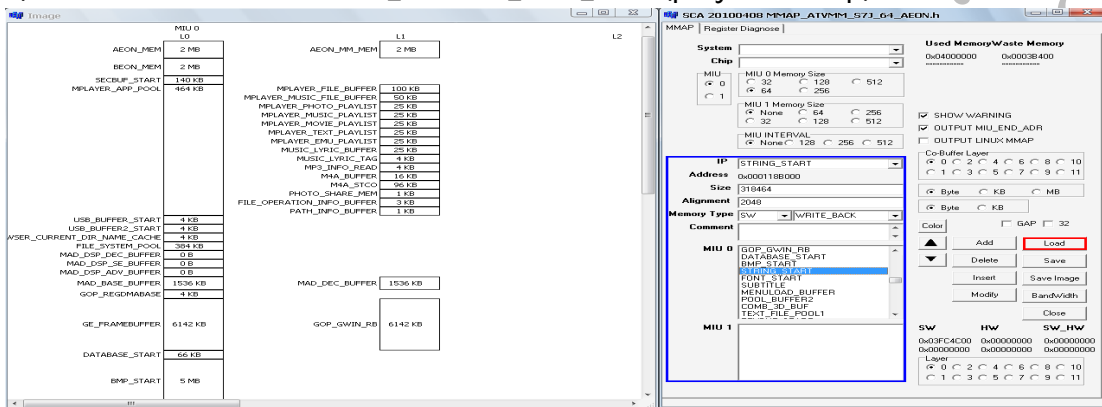 Image
MIU 0
L0 L1 L2
AEON_MEM 2 MB AEON_MM_MEM 2 MB
BEON_MEM 2 MB
SECBUF_START 140 KB
MPLAYER_APP_POOL 464 KB MPLAYER_FILE_BUFFER 100 KB
MPLAYER_MUSIC_FILE_BUFFER 50 KB
MPLAYER_PHOTO_PLAYLIST 25 KB
MPLAYER_MUSIC_PLAYLIST 25 KB
MPLAYER_MOVIE_PLAYLIST 25 KB
MPLAYER_TEXT_PLAYLIST 25 KB
MPLAYER_EMU_PLAYLIST 25 KB
MUSIC_LYRIC_BUFFER 25 KB
MUSIC_LYRIC_TAG 4 KB
MP3_INFO_READ 4 KB
M4A_BUFFER 16 KB
M4A_STCO 96 KB
PHOTO_SHARE_MEM 1 KB
FILE_OPERATION_INFO_BUFFER 3 KB
PATH_INFO_BUFFER 1 KB
USB_BUFFER_START 4 KB
USB_BUFFER2_START 4 KB
WSER_CURRENT_DIR_NAME_CACHE 4 KB
FILE_SYSTEM_POOL 384 KB
MAD_DSP_DEC_BUFFER 0 B
MAD_DSP_SE_BUFFER 0 B
MAD_DSP_ADV_BUFFER 0 B
MAD_BASE_BUFFER 1536 KB MAD_DEC_BUFFER 1536 KB
GOP_REGDMABASE 4 KB
GE_FRAMEBUFFER 6142 KB GOP_GWIN_RB 6142 KB
DATABASE_START 66 KB
BMP_START 5 MB
SCA 20100408 MMAP_ATVMM_S7J_64_AEON.h
MMAP Register Diagnose
System
Chip
MIU
0
1
MIU 0 Memory Size
32 128 512
64 256
MIU 1 Memory Size
None 64 256
32 128 512
MIU INTERVAL
None 128 256 512
IP STRING_START
Address 0x000118B000
Size 318464
Alignment 2048
Memory Type SW WRITE_BACK
Comment
MIU 0 GOP_GWIN_RB
DATABASE_START
BMP_START
STRING_START
FONT_START
SUBTITLE
MENULOAD_BUFFER
POOL_BUFFER2
COMB_3D_BUF
TEXT_FILE_POOL1
MIU 1
Used Memory Waste Memory
0x04000000 0x0003B400
SHOW WARNING
OUTPUT MIU_END_ADR
OUTPUT LINUX MMAP
Co-Buffer Layer
0 2 4 6 8 10
1 3 5 7 9 11
Byte KB MB
Byte KB
Color GAP 32
Add Load
Delete Save
Insert Save Image
Modify BandWidth
Close
SW HW SW_HW
0x03FC4C00 0x00000000 0x00000000
0x00000000 0x00000000 0x00000000
Layer
0 2 4 6 8 10
1 3 5 7 9 11